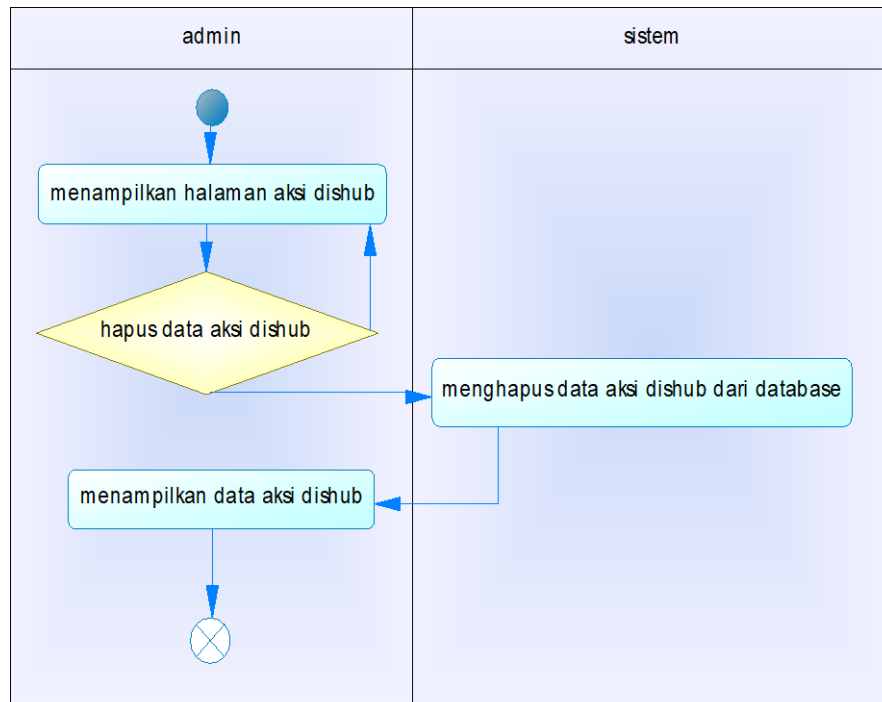 admin
sistem
menampilkan halaman aksi dishub
hapus data aksi dishub
menghapus data aksi dishub dari database
menampilkan data aksi dishub